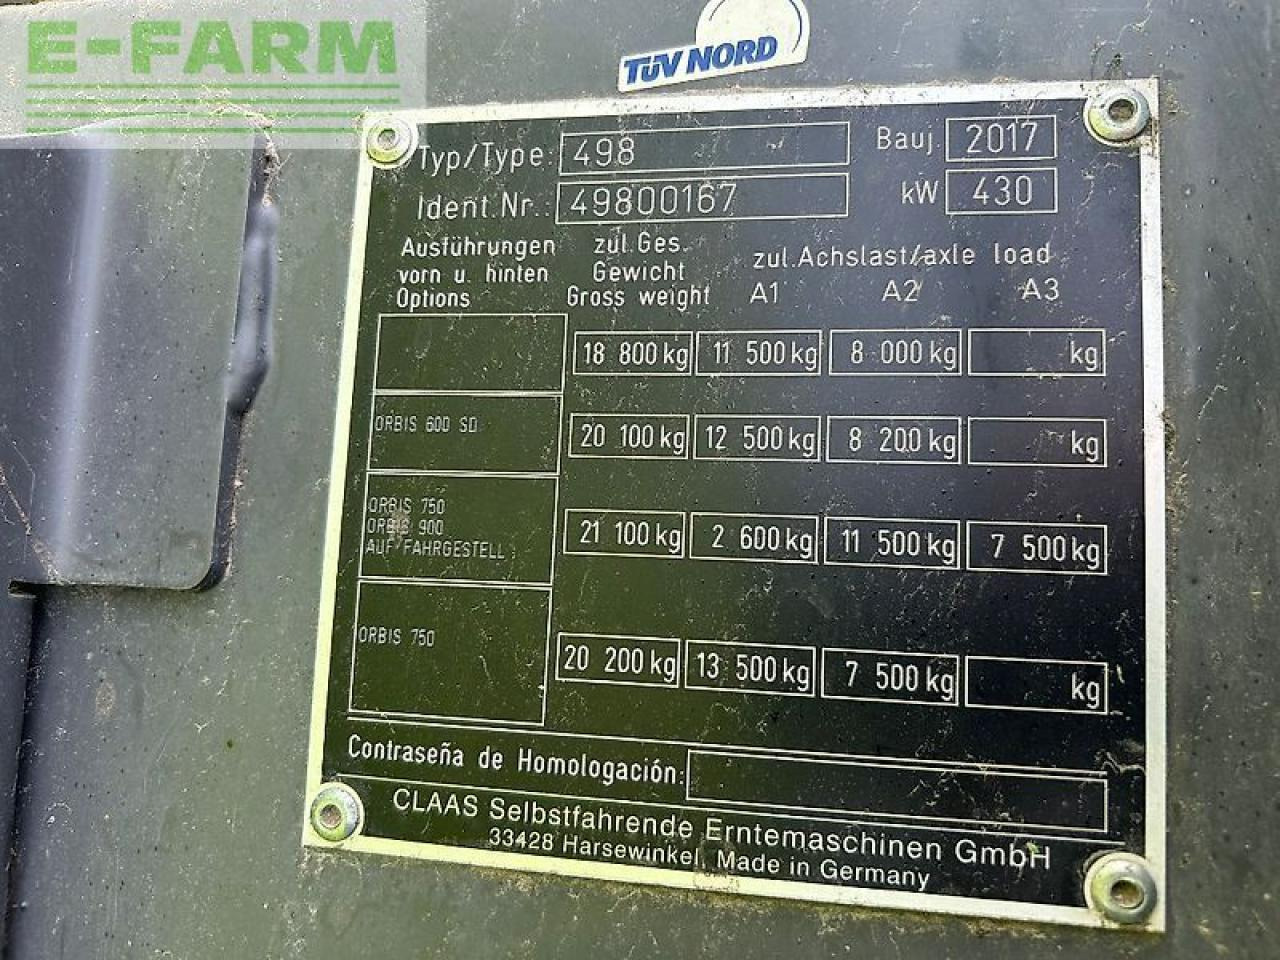 E-FARM
TÜV NORD
Typ/Type: 498 Bauj. 2017
Ident.Nr.: 49800167 kW 430
Ausführungen zul.Ges. zul.Achslast/axle load
vorn u. hinten Gewicht
Options Gross weight A1 A2 A3
18 800 kg 11 500 kg 8 000 kg kg
ORBIS 600 SD 20 100 kg 12 500 kg 8 200 kg kg
ORBIS 750
ORBIS 900 21 100 kg 2 600 kg 11 500 kg 7 500 kg
AUF FAHRGESTELL
ORBIS 750 20 200 kg 13 500 kg 7 500 kg kg
Contraseña de Homologación:
CLAAS Selbstfahrende Erntemaschinen GmbH
33428 Harsewinkel, Made in Germany